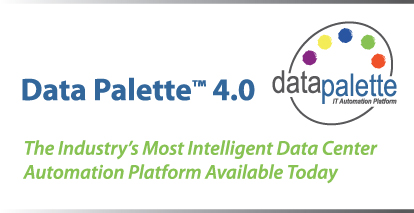 Data Palette™ 4.0
datapalette
IT Automation Platform
The Industry's Most Intelligent Data Center
Automation Platform Available Today